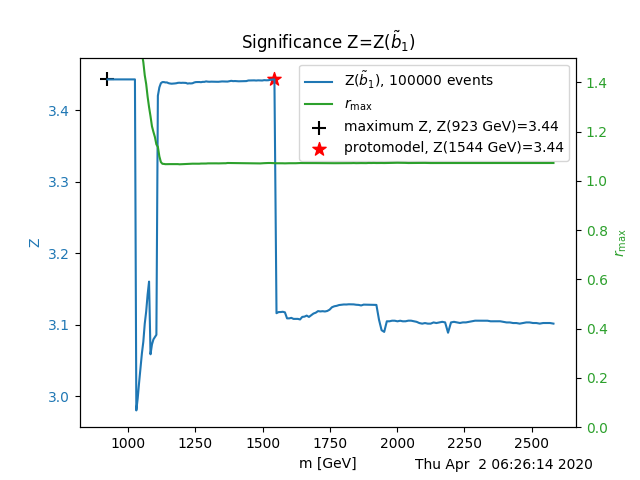 Significance Z=Z(b̃₁)
Z(b̃₁), 100000 events
r_max
maximum Z, Z(923 GeV)=3.44
protomodel, Z(1544 GeV)=3.44
3.4
3.3
3.2
3.1
3.0
Z
1.4
1.2
1.0
0.8
0.6
0.4
0.2
0.0
r_max
1000 1250 1500 1750 2000 2250 2500
m [GeV]
Thu Apr  2 06:26:14 2020